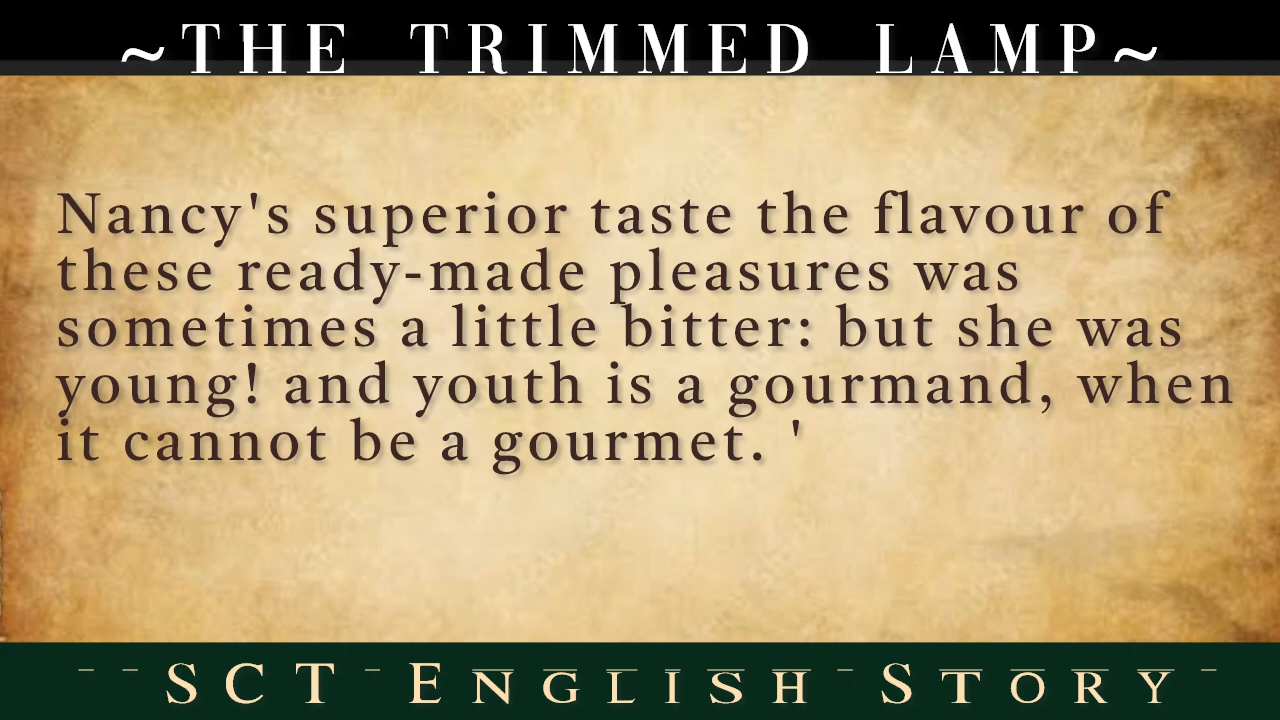 ~THE TRIMMED LAMP~
Nancy's superior taste the flavour of
these ready-made pleasures was
sometimes a little bitter: but she was
young! and youth is a gourmand, when
it cannot be a gourmet. '
SCT English Story